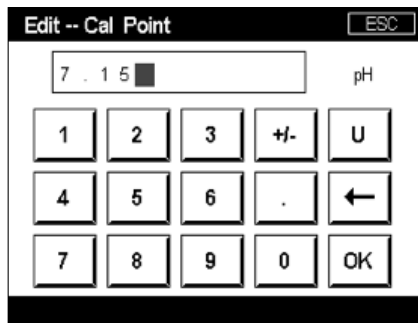 Edit -- Cal Point ESC
7 . 1 5 pH
1 2 3 +/- U
4 5 6 . ←
7 8 9 0 OK